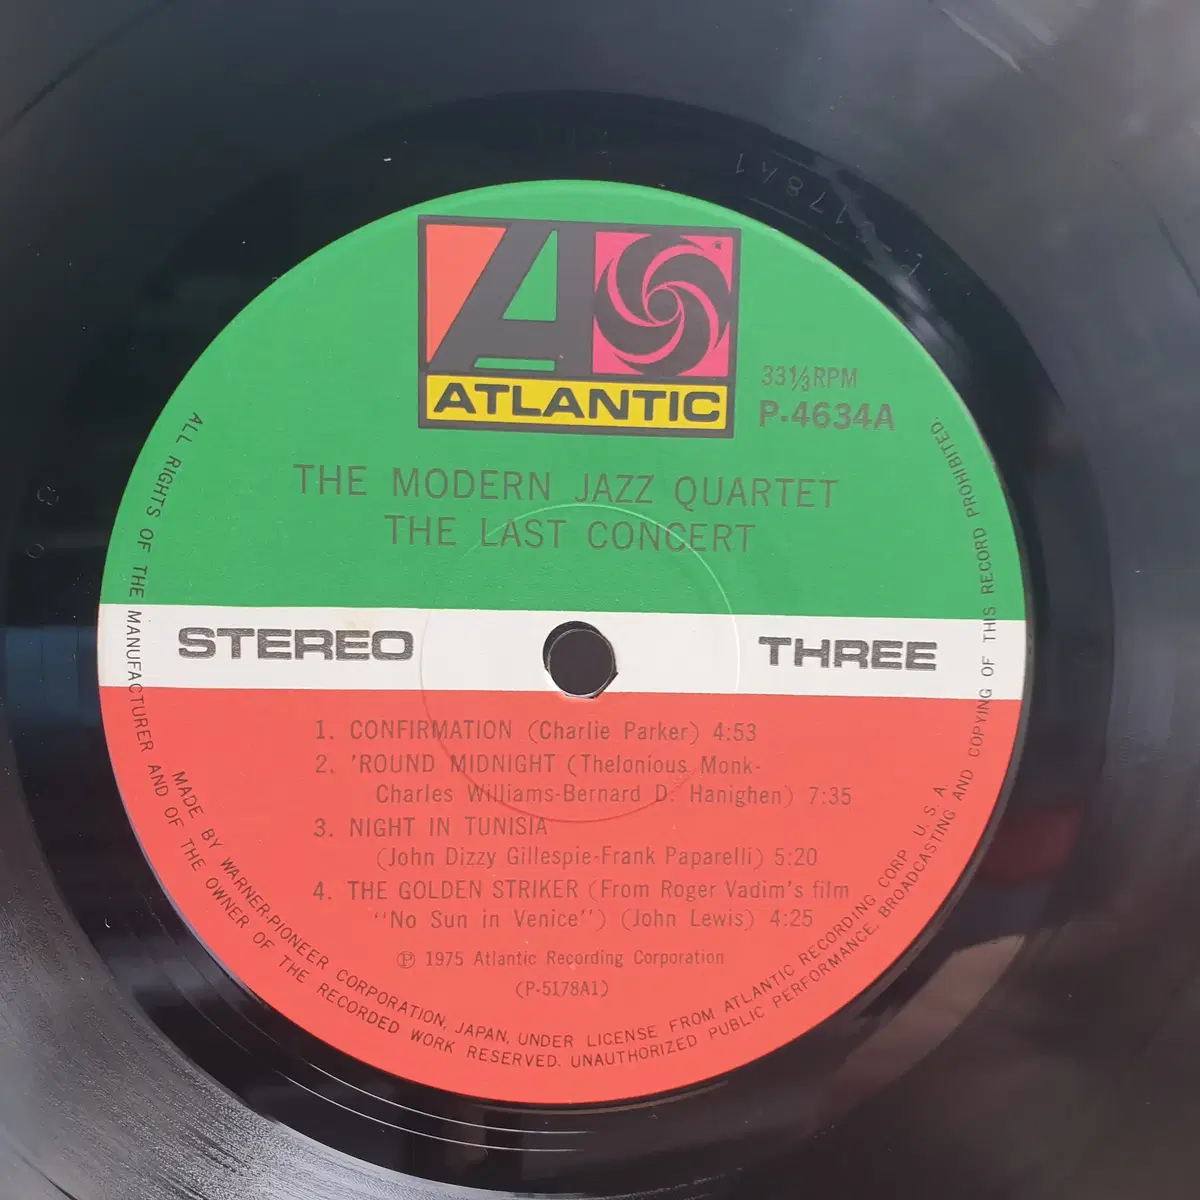 ATLANTIC
33⅓RPM
P-4634A
THE MODERN JAZZ QUARTET
THE LAST CONCERT
STEREO
THREE
1. CONFIRMATION (Charlie Parker) 4:53
2. 'ROUND MIDNIGHT (Thelonious Monk-
Charles Williams-Bernard D. Hanighen) 7:35
3. NIGHT IN TUNISIA
(John Dizzy Gillespie-Frank Paparelli) 5:20
4. THE GOLDEN STRIKER (From Roger Vadim's film
"No Sun in Venice") (John Lewis) 4:25
℗ 1975 Atlantic Recording Corporation
(P-5178A1)
MADE BY WARNER-PIONEER CORPORATION, JAPAN, UNDER LICENSE FROM ATLANTIC RECORDING CORP. U. S. A.
ALL RIGHTS OF THE MANUFACTURER AND OF THE OWNER OF THE RECORDED WORK RESERVED. UNAUTHORIZED PUBLIC PERFORMANCE, BROADCASTING AND COPYING OF THIS RECORD PROHIBITED.